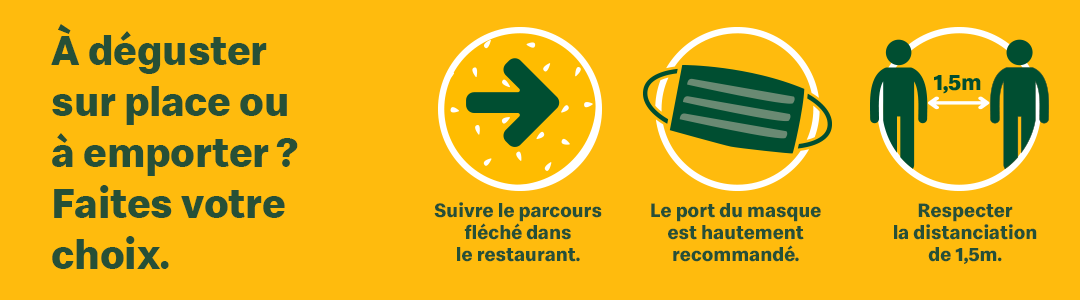 À déguster
sur place ou
à emporter ?
Faites votre
choix.
Suivre le parcours
fléché dans
le restaurant.
Le port du masque
est hautement
recommandé.
1,5m
Respecter
la distanciation
de 1,5m.